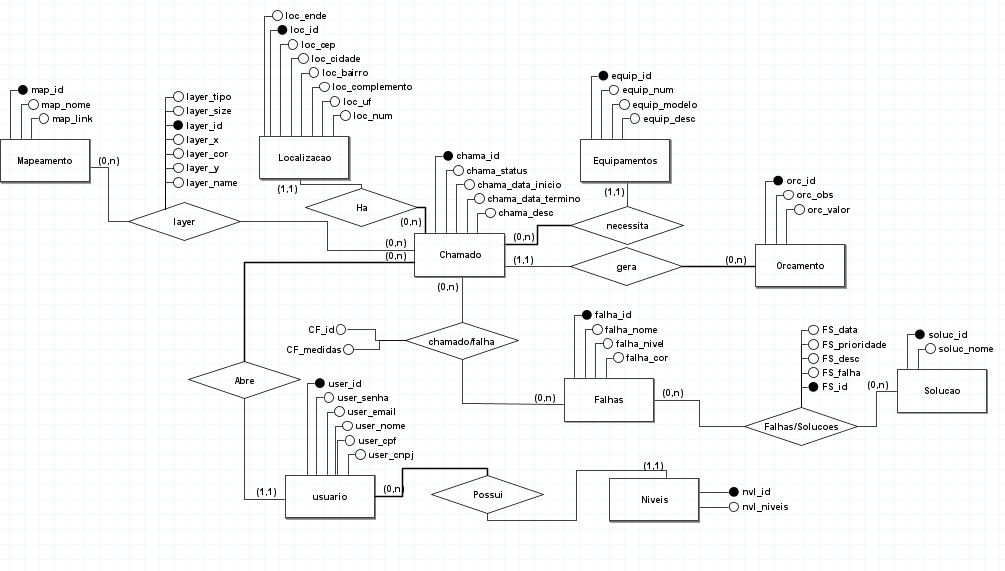 loc_ende
loc_id
loc_cep
loc_cidade
loc_bairro
loc_complemento
loc_uf
loc_num
Localizacao
(1,1)
map_id
map_nome
map_link
Mapeamento
(0,n)
layer_tipo
layer_size
layer_id
layer_x
layer_cor
layer_y
layer_name
layer
Ha
(0,n)
equip_id
equip_num
equip_modelo
equip_desc
Equipamentos
(1,1)
chama_id
chama_status
chama_data_inicio
chama_data_termino
chama_desc
Chamado
(0,n)
(0,n)
(0,n)
(1,1)
(0,n)
necessita
gera
orc_id
orc_obs
orc_valor
(0,n)
Orcamento
CF_id
CF_medidas
chamado/falha
falha_id
falha_nome
falha_nivel
falha_cor
(0,n)
Falhas
(0,n)
FS_data
FS_prioridade
FS_desc
FS_falha
FS_id
Falhas/Solucoes
(0,n)
soluc_id
soluc_nome
Solucao
Abre
(1,1)
user_id
user_senha
user_email
user_nome
user_cpf
user_cnpj
usuario
(0,n)
Possui
(1,1)
Niveis
nvl_id
nvl_niveis